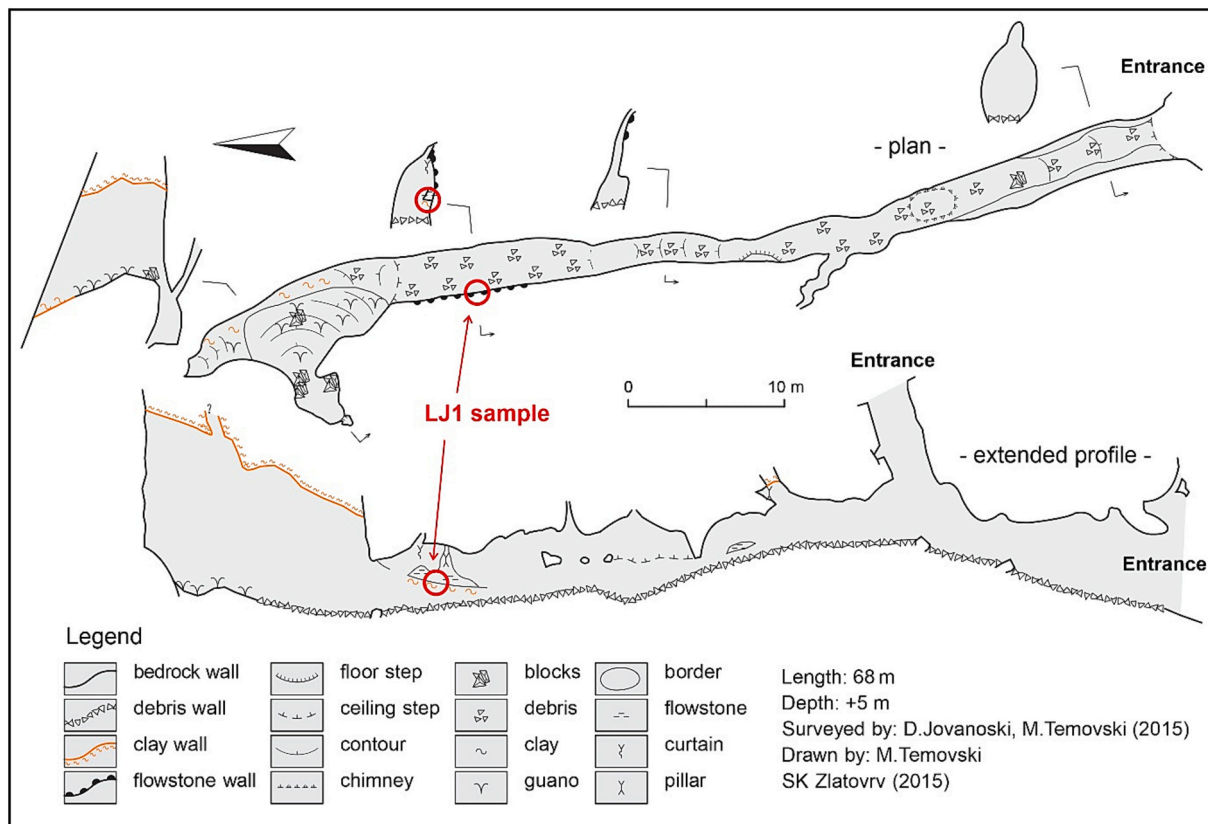 Entrance
- plan -
0
10 m
Entrance
LJ1 sample
- extended profile -
?
Entrance
Legend
bedrock wall
floor step
blocks
border
debris wall
ceiling step
debris
flowstone
clay wall
contour
clay
curtain
flowstone wall
chimney
guano
pillar
Length: 68 m
Depth: +5 m
Surveyed by: D.Jovanoski, M.Temovski (2015)
Drawn by: M.Temovski
SK Zlatovrv (2015)